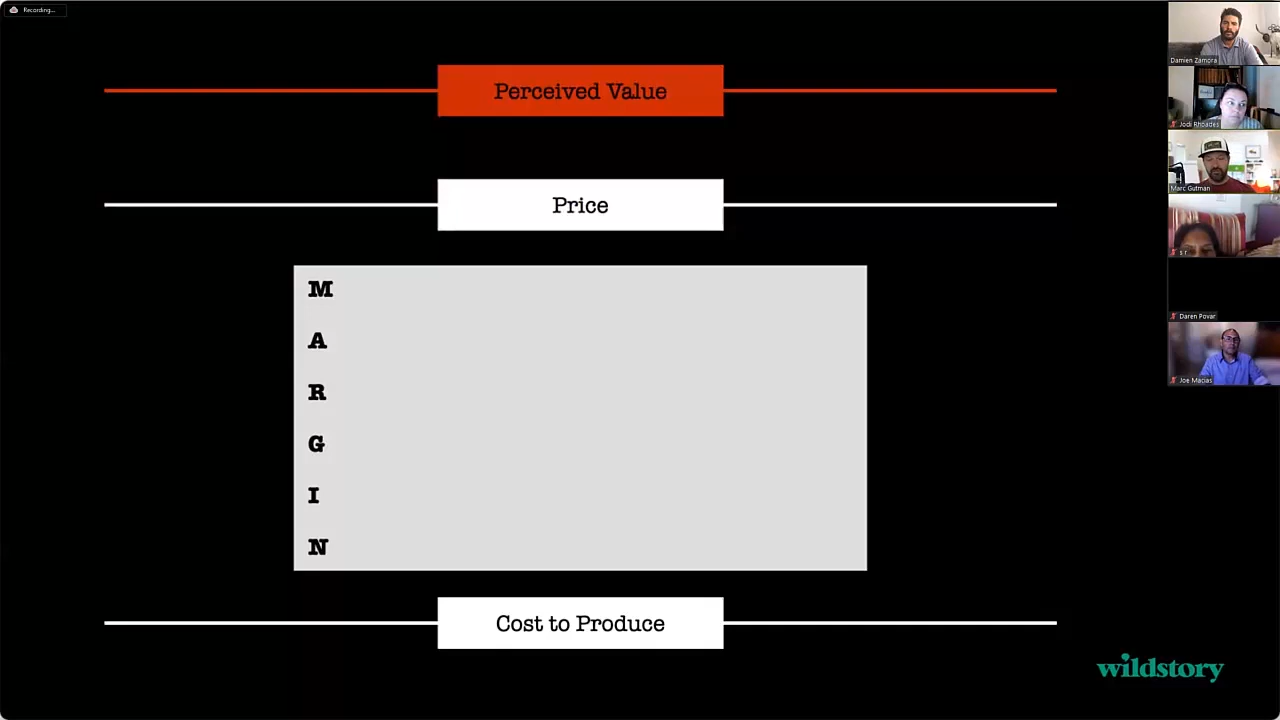 Recording...
Perceived Value
Price
M
A
R
G
I
N
Cost to Produce
wildstory
Damien Zamora
Jodi Rhoades
Marc Gutman
s r
Daren Povar
Joe Macias